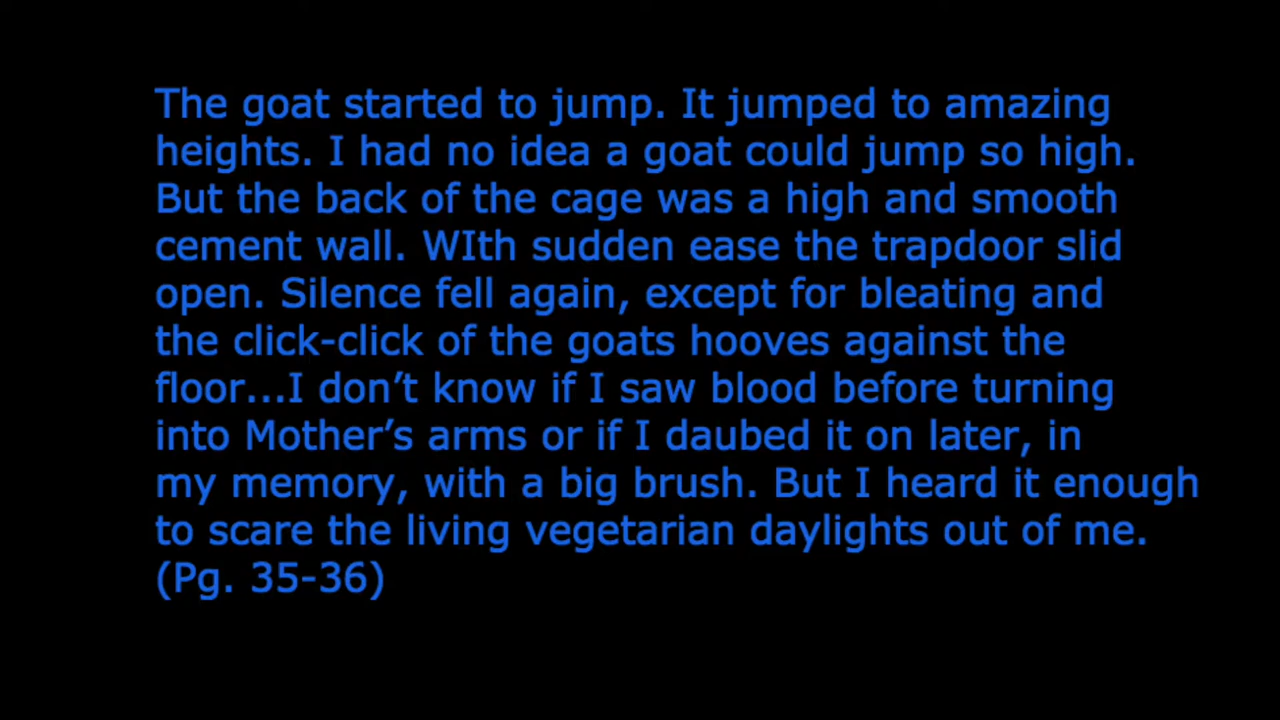 The goat started to jump. It jumped to amazing
heights. I had no idea a goat could jump so high.
But the back of the cage was a high and smooth
cement wall. WIth sudden ease the trapdoor slid
open. Silence fell again, except for bleating and
the click-click of the goats hooves against the
floor...I don’t know if I saw blood before turning
into Mother’s arms or if I daubed it on later, in
my memory, with a big brush. But I heard it enough
to scare the living vegetarian daylights out of me.
(Pg. 35-36)